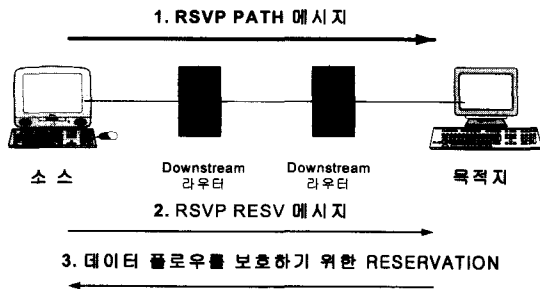 1. RSVP PATH 메시지
소 스
Downstream
라우터
Downstream
라우터
목적지
2. RSVP RESV 메시지
3. 데이터 플로우를 보호하기 위한 RESERVATION